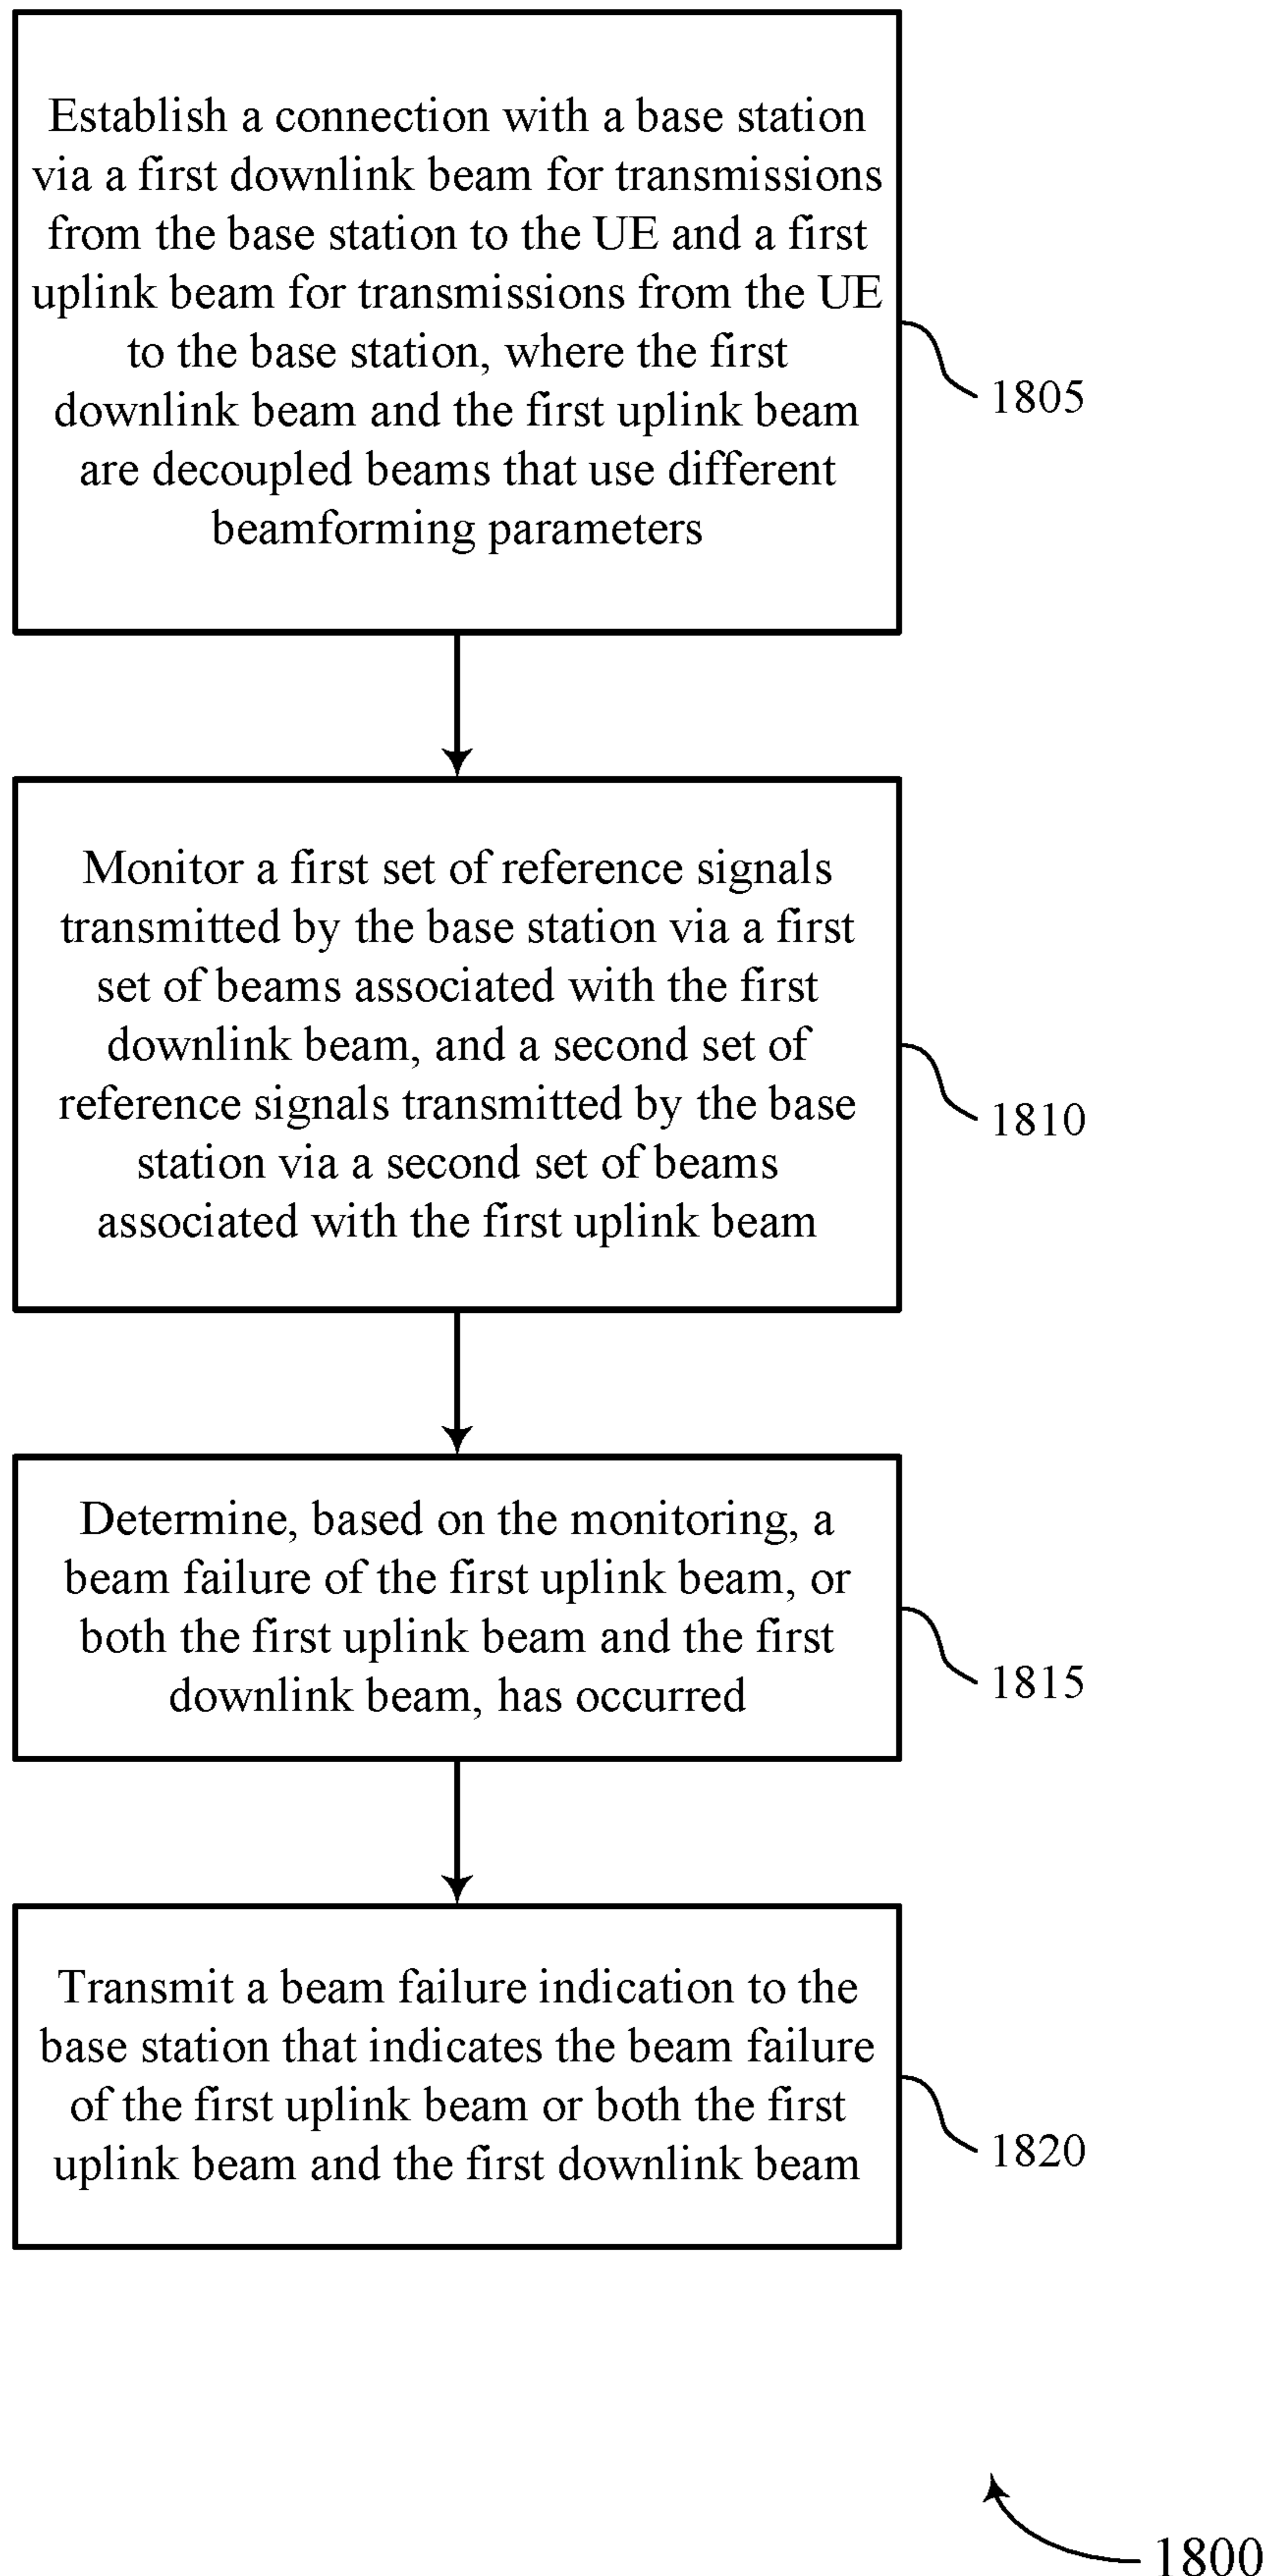 Establish a connection with a base station
via a first downlink beam for transmissions
from the base station to the UE and a first
uplink beam for transmissions from the UE
to the base station, where the first
downlink beam and the first uplink beam
are decoupled beams that use different
beamforming parameters
1805
Monitor a first set of reference signals
transmitted by the base station via a first
set of beams associated with the first
downlink beam, and a second set of
reference signals transmitted by the base
station via a second set of beams
associated with the first uplink beam
1810
Determine, based on the monitoring, a
beam failure of the first uplink beam, or
both the first uplink beam and the first
downlink beam, has occurred
1815
Transmit a beam failure indication to the
base station that indicates the beam failure
of the first uplink beam or both the first
uplink beam and the first downlink beam
1820
1800